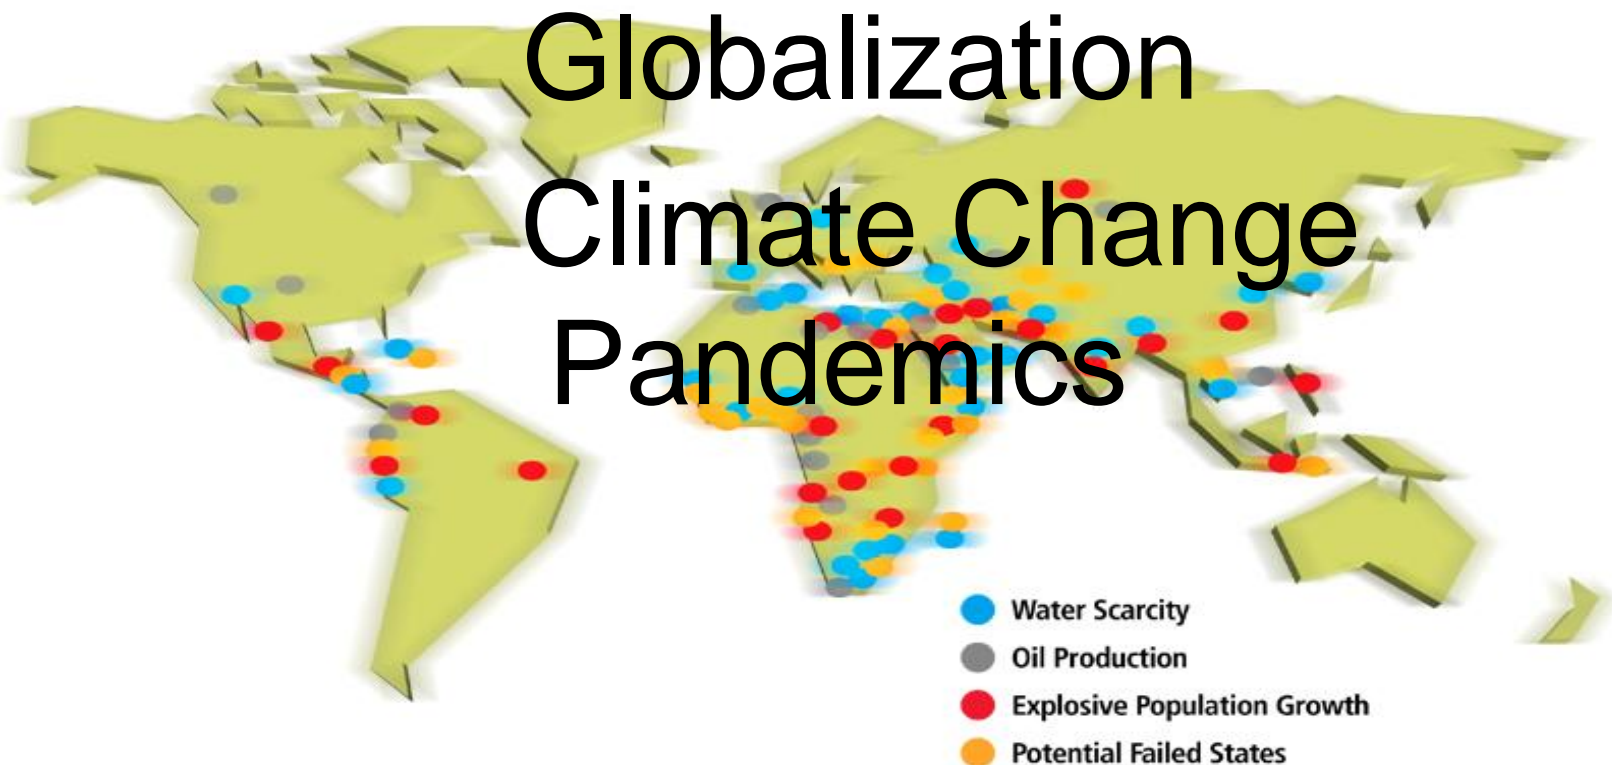 Globalization
Climate Change
Pandemics
Water Scarcity
Oil Production
Explosive Population Growth
Potential Failed States